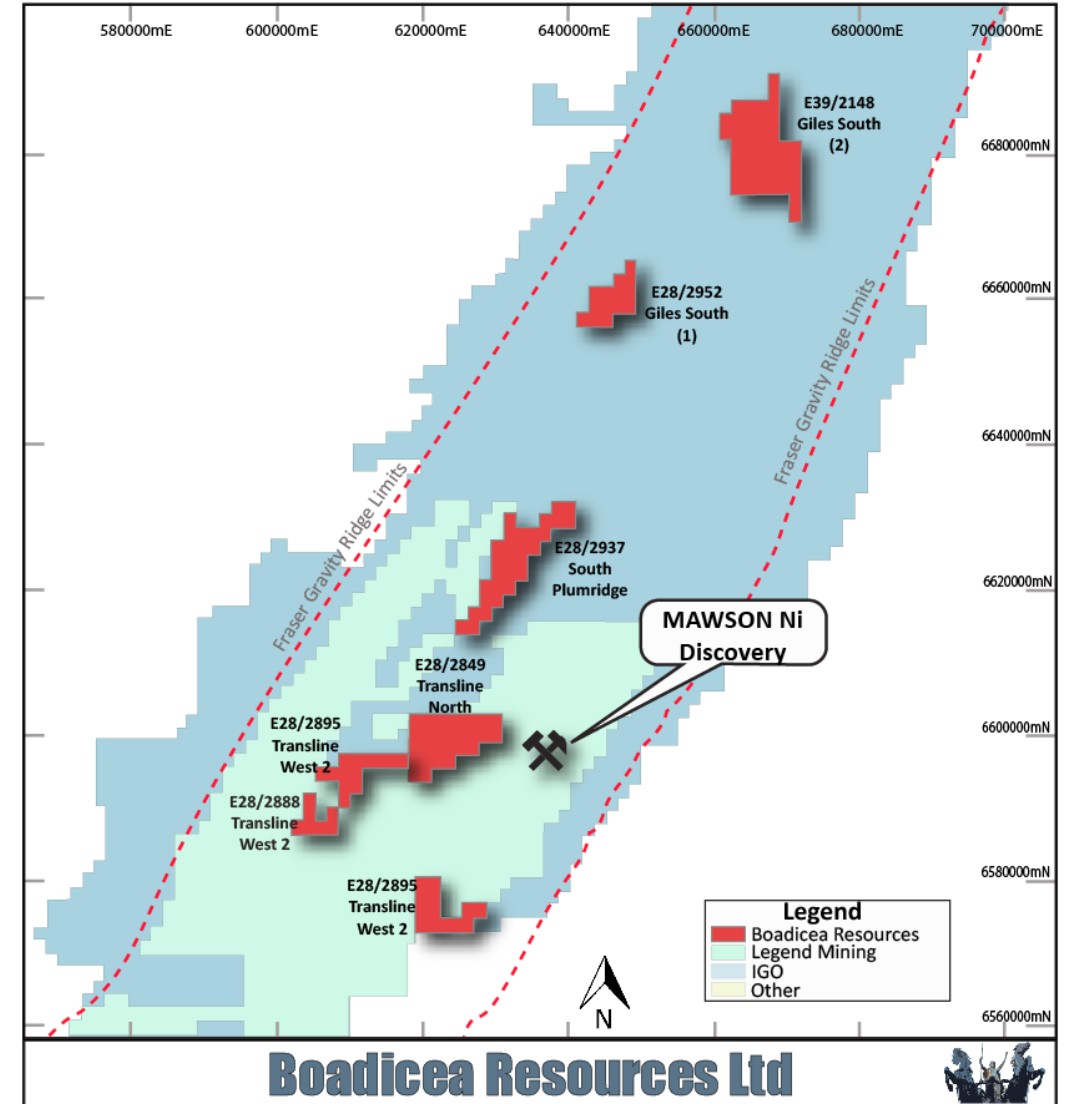 580000mE
600000mE
620000mE
640000mE
660000mE
680000mE
700000mE
E39/2148
Giles South
(2)
6680000mN
E28/2952
Giles South
(1)
6660000mN
Fraser Gravity Ridge Limits
6640000mN
Fraser Gravity Ridge Limits
E28/2937
South
Plumridge
6620000mN
MAWSON Ni
Discovery
E28/2849
Transline
North
E28/2895
Transline
West 2
6600000mN
E28/2888
Transline
West 2
E28/2895
Transline
West 2
6580000mN
Legend
Boadicea Resources
Legend Mining
IGO
Other
N
6560000mN
Boadicea Resources Ltd